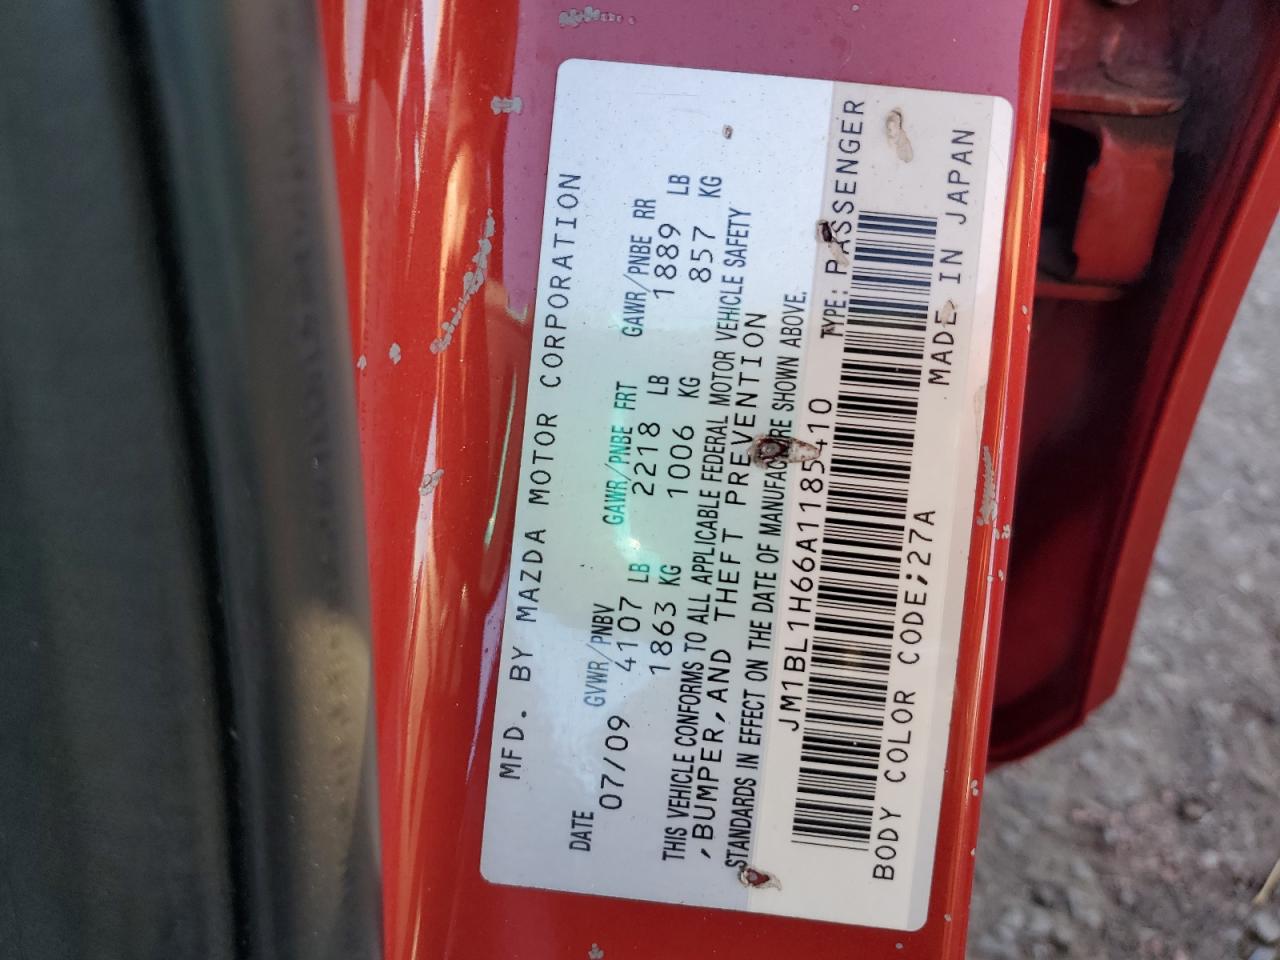 MFD. BY MAZDA MOTOR CORPORATION
DATE GVWR/PNBV GAWR/PNBE FRT GAWR/PNBE RR
07/09 4107 LB 2218 LB 1889 LB
1863 KG 1006 KG 857 KG
THIS VEHICLE CONFORMS TO ALL APPLICABLE FEDERAL MOTOR VEHICLE SAFETY
,BUMPER,AND THEFT PREVENTION
STANDARDS IN EFFECT ON THE DATE OF MANUFACTURE SHOWN ABOVE.
JM1BL1H66A1185410 TYPE: PASSENGER
BODY COLOR CODE;27A MADE IN JAPAN